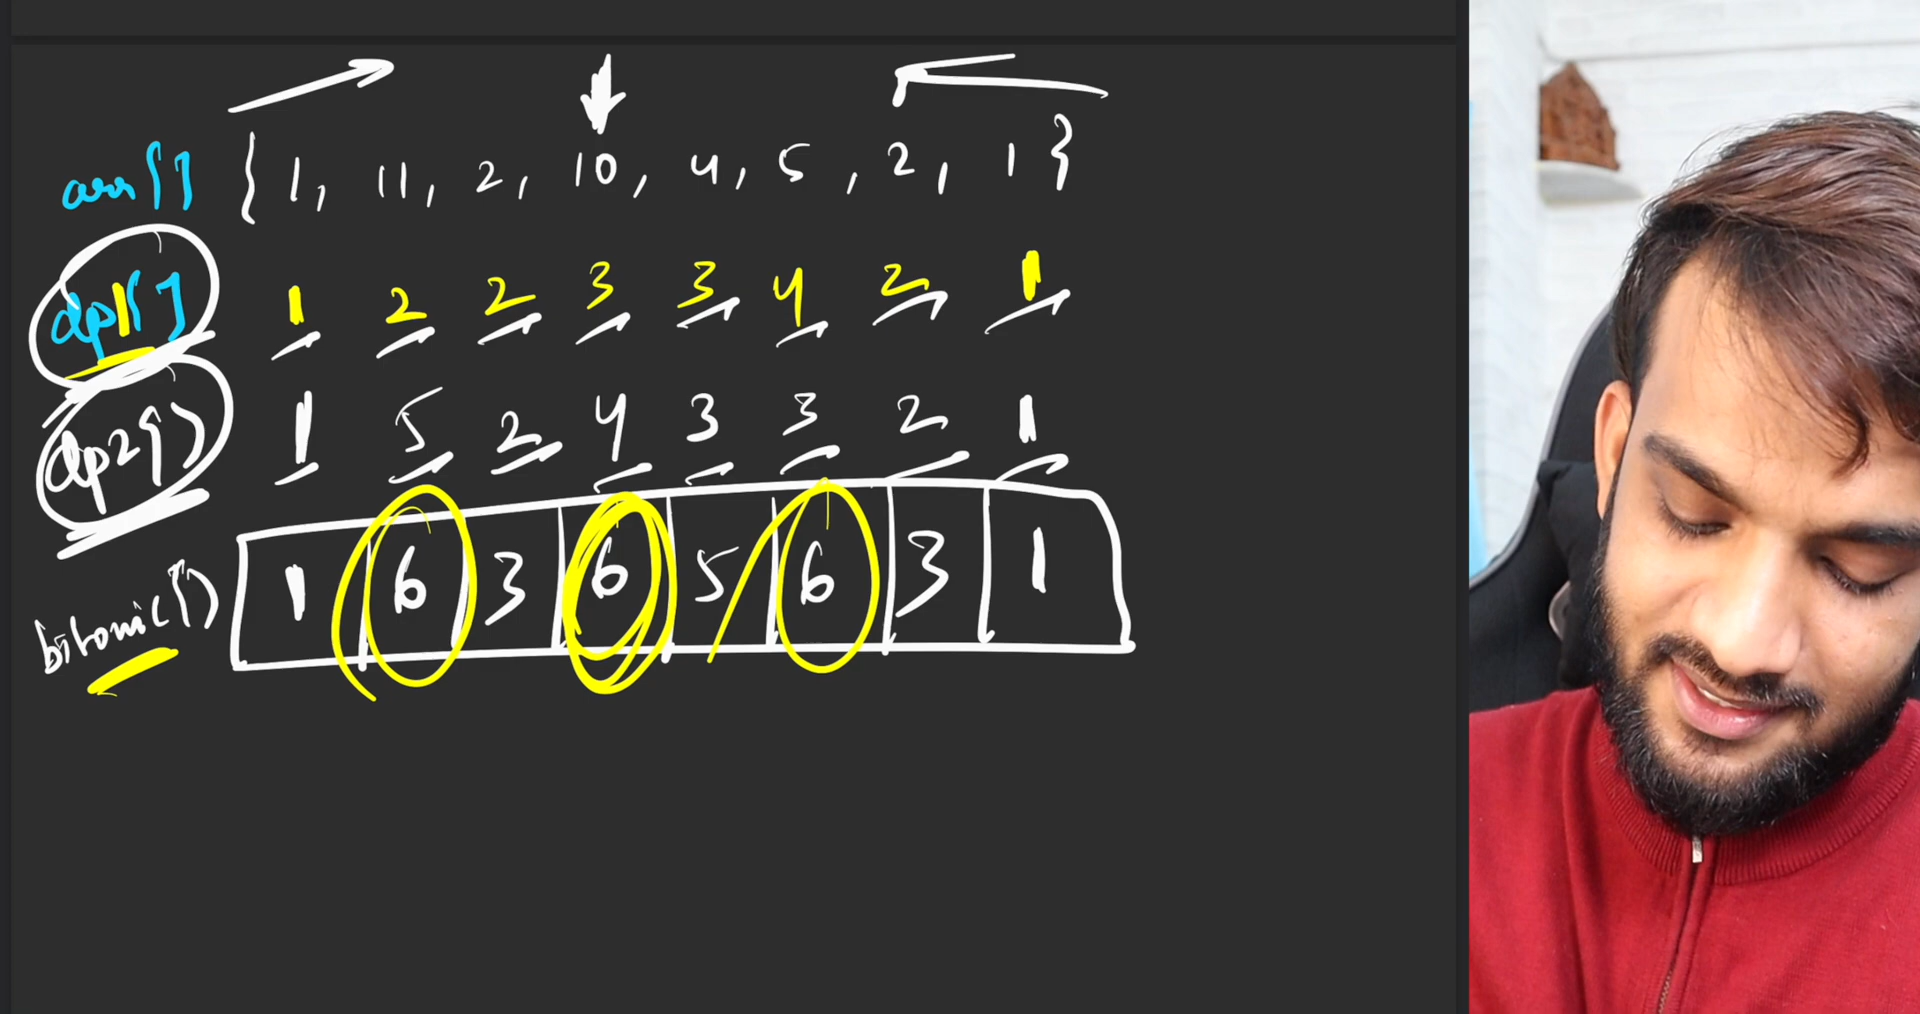 arr[] {1, 11, 2, 10, 4, 5, 2, 1}
dp1[] 1 2 2 3 3 4 2 1
dp2[] 1 5 2 4 3 3 2 1
bitonic[] 1 6 3 6 5 6 3 1